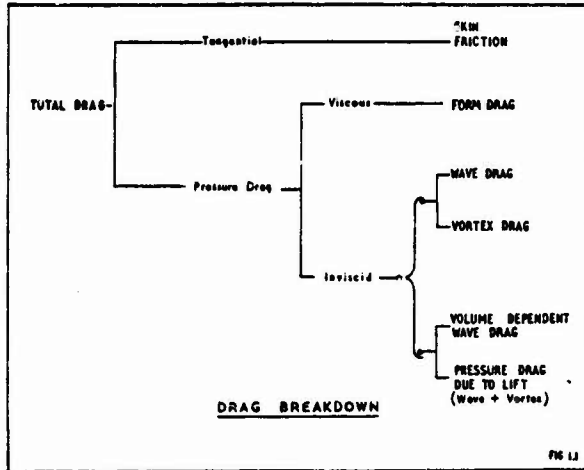 SKIN
Tangential FRICTION
TOTAL DRAG
Viscous FORM DRAG
Pressure Drag
WAVE DRAG
VORTEX DRAG
Inviscid
VOLUME DEPENDENT
WAVE DRAG
PRESSURE DRAG
DUE TO LIFT
(Wave + Vortex)
DRAG BREAKDOWN
FIG 1.1